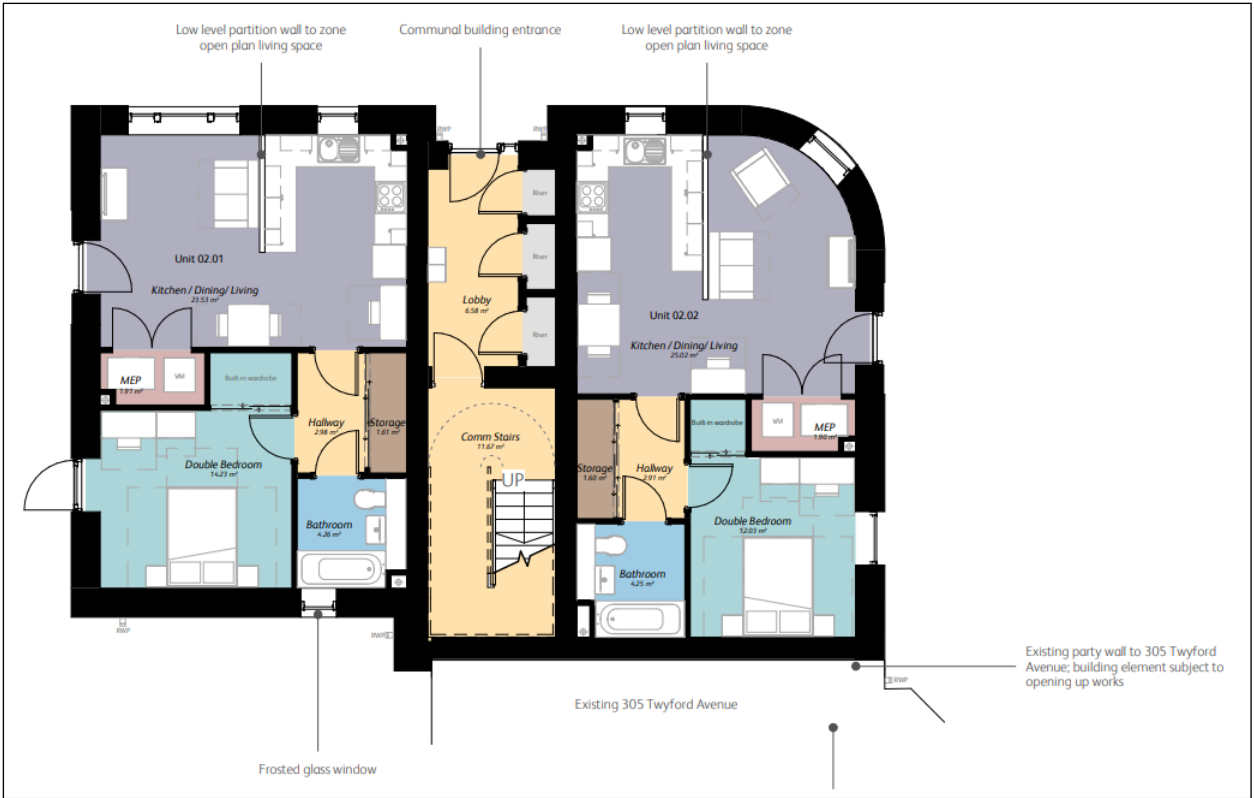 Low level partition wall to zone
open plan living space
Communal building entrance
Low level partition wall to zone
open plan living space
RWP
RWP
Unit 02.01
Kitchen / Dining/ Living
23.53 m²
MEP
1.91 m²
WM
Built-in wardrobe
Hallway
2.98 m²
Storage
1.61 m²
Double Bedroom
14.23 m²
Bathroom
4.26 m²
Riser
Riser
Riser
Lobby
6.58 m²
Comm Stairs
11.67 m²
UP
Unit 02.02
Kitchen / Dining/ Living
25.02 m²
Built-in wardrobe
WM
MEP
1.90 m²
Storage
1.60 m²
Hallway
2.91 m²
Double Bedroom
12.03 m²
Bathroom
4.25 m²
RWP
RWP
Existing party wall to 305 Twyford
Avenue; building element subject to
opening up works
RWP
Existing 305 Twyford Avenue
Frosted glass window